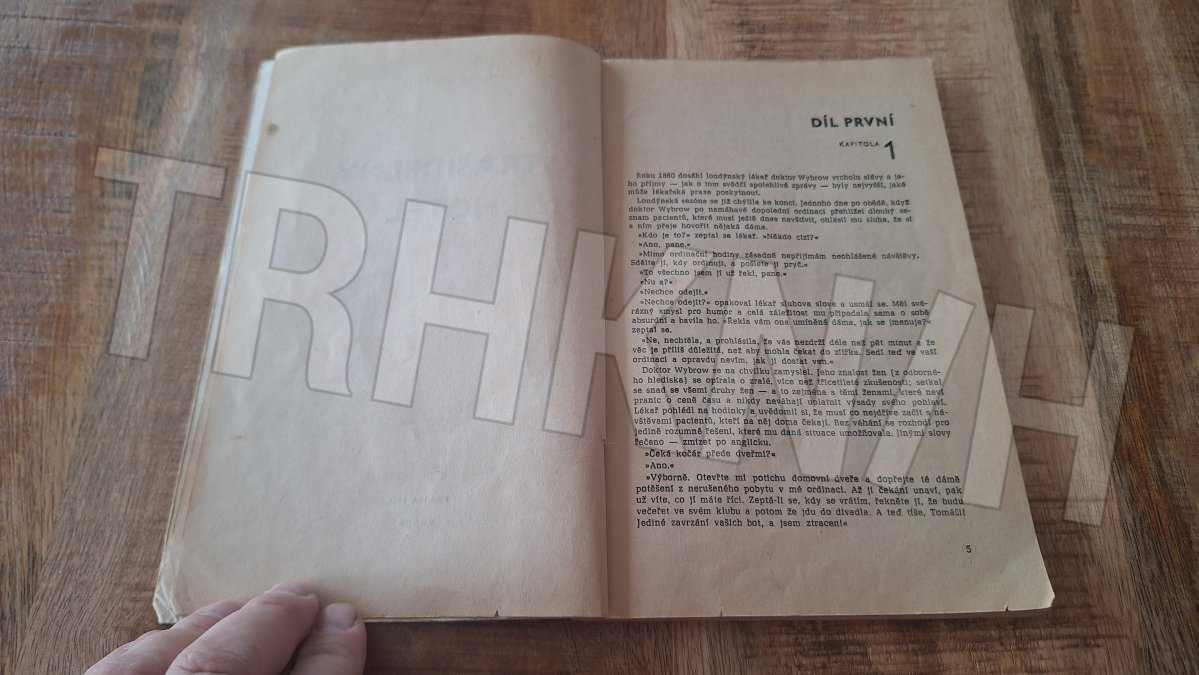 TRHKNIH
DÍL PRVNÍ
KAPITOLA 1
Roku 1860 dosáhl londýnský lékař doktor Wybrow vrcholu slávy a je-
ho příjmy — jak o tom svědčí spolehlivé zprávy — byly nejvyšší, jaké
může lékařská praxe poskytnout.
Londýnská sezóna se již chýlila ke konci. Jednoho dne po obědě, když
doktor Wybrow po namáhavé dopolední ordinaci přehlížel dlouhý se-
znam pacientů, které musí ještě dnes navštívit, ohlásil mu sluha, že si
s ním přeje hovořit nějaká dáma.
»Kdo je to?« zeptal se lékař. »Někdo cizí?«
»Ano, pane.«
»Mimo ordinační hodiny zásadně nepřijímám neohlášené návštěvy.
Sdělte jí, kdy ordinuji, a pošlete ji pryč.«
»To všechno jsem jí už řekl, pane.«
»Nu a?«
»Nechce odejít.«
»Nechce odejít?« opakoval lékař sluhova slova a usmál se. Měl své-
rázný smysl pro humor a celá záležitost mu připadala sama o sobě
absurdní a bavila ho. »Řekla vám ona umíněná dáma, jak se jmenuje?«
zeptal se.
»Ne, nechtěla, a prohlásila, že vás nezdrží déle než pět minut a že
věc je příliš důležitá, než aby mohla čekat do zítřka. Sedí teď ve vaší
ordinaci a opravdu nevím, jak ji dostat ven.«
Doktor Wybrow se na chvilku zamyslel. Jeho znalost žen (z odborné-
ho hlediska) se opírala o zralé, více než třicetileté zkušenosti; setkal
se snad se všemi druhy žen — a to zejména s těmi ženami, které neví
pranic o ceně času a nikdy neváhají uplatnit výsady svého pohlaví.
Lékař pohlédl na hodinky a uvědomil si, že musí co nejdříve začít s ná-
vštěvami pacientů, kteří na něj doma čekají. Bez váhání se rozhodl pro
jedině rozumné řešení, které mu daná situace umožňovala. Jinými slovy
řečeno — zmizet po anglicku.
»Čeká kočár přede dveřmi?«
»Ano.«
»Výborně. Otevřte mi potichu domovní dveře a dopřejte té dámě
potěšení z nerušeného pobytu v mé ordinaci. Až ji čekání unaví, pak
už víte, co jí máte říci. Zeptá-li se, kdy se vrátím, řekněte jí, že budu
večeřet ve svém klubu a potom že jdu do divadla. A teď tiše, Tomáši!
Jediné zavrzání vašich bot, a jsem ztracen!«
5